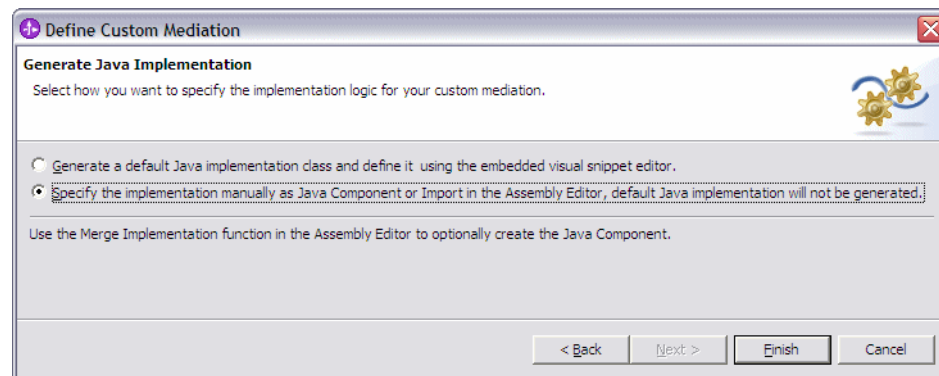 Define Custom Mediation
Generate Java Implementation
Select how you want to specify the implementation logic for your custom mediation.
Generate a default Java implementation class and define it using the embedded visual snippet editor.
Specify the implementation manually as Java Component or Import in the Assembly Editor, default Java implementation will not be generated.
Use the Merge Implementation function in the Assembly Editor to optionally create the Java Component.
< Back Next > Finish Cancel